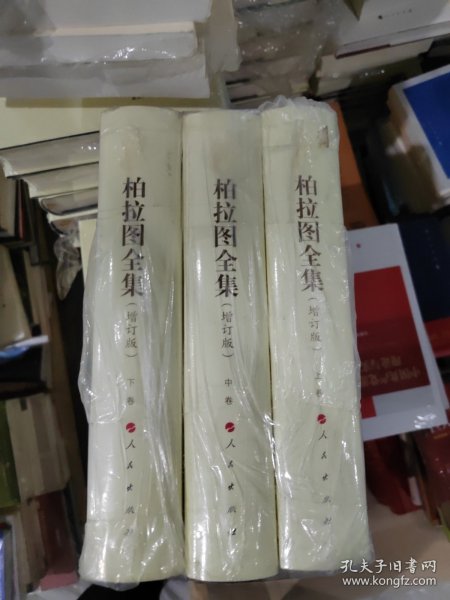 柏拉图全集(增订版)
下卷
人民出版社
柏拉图全集(增订版)
中卷
人民出版社
柏拉图全集(增订版)
上卷
人民出版社
孔夫子旧书网
www.kongfz.com